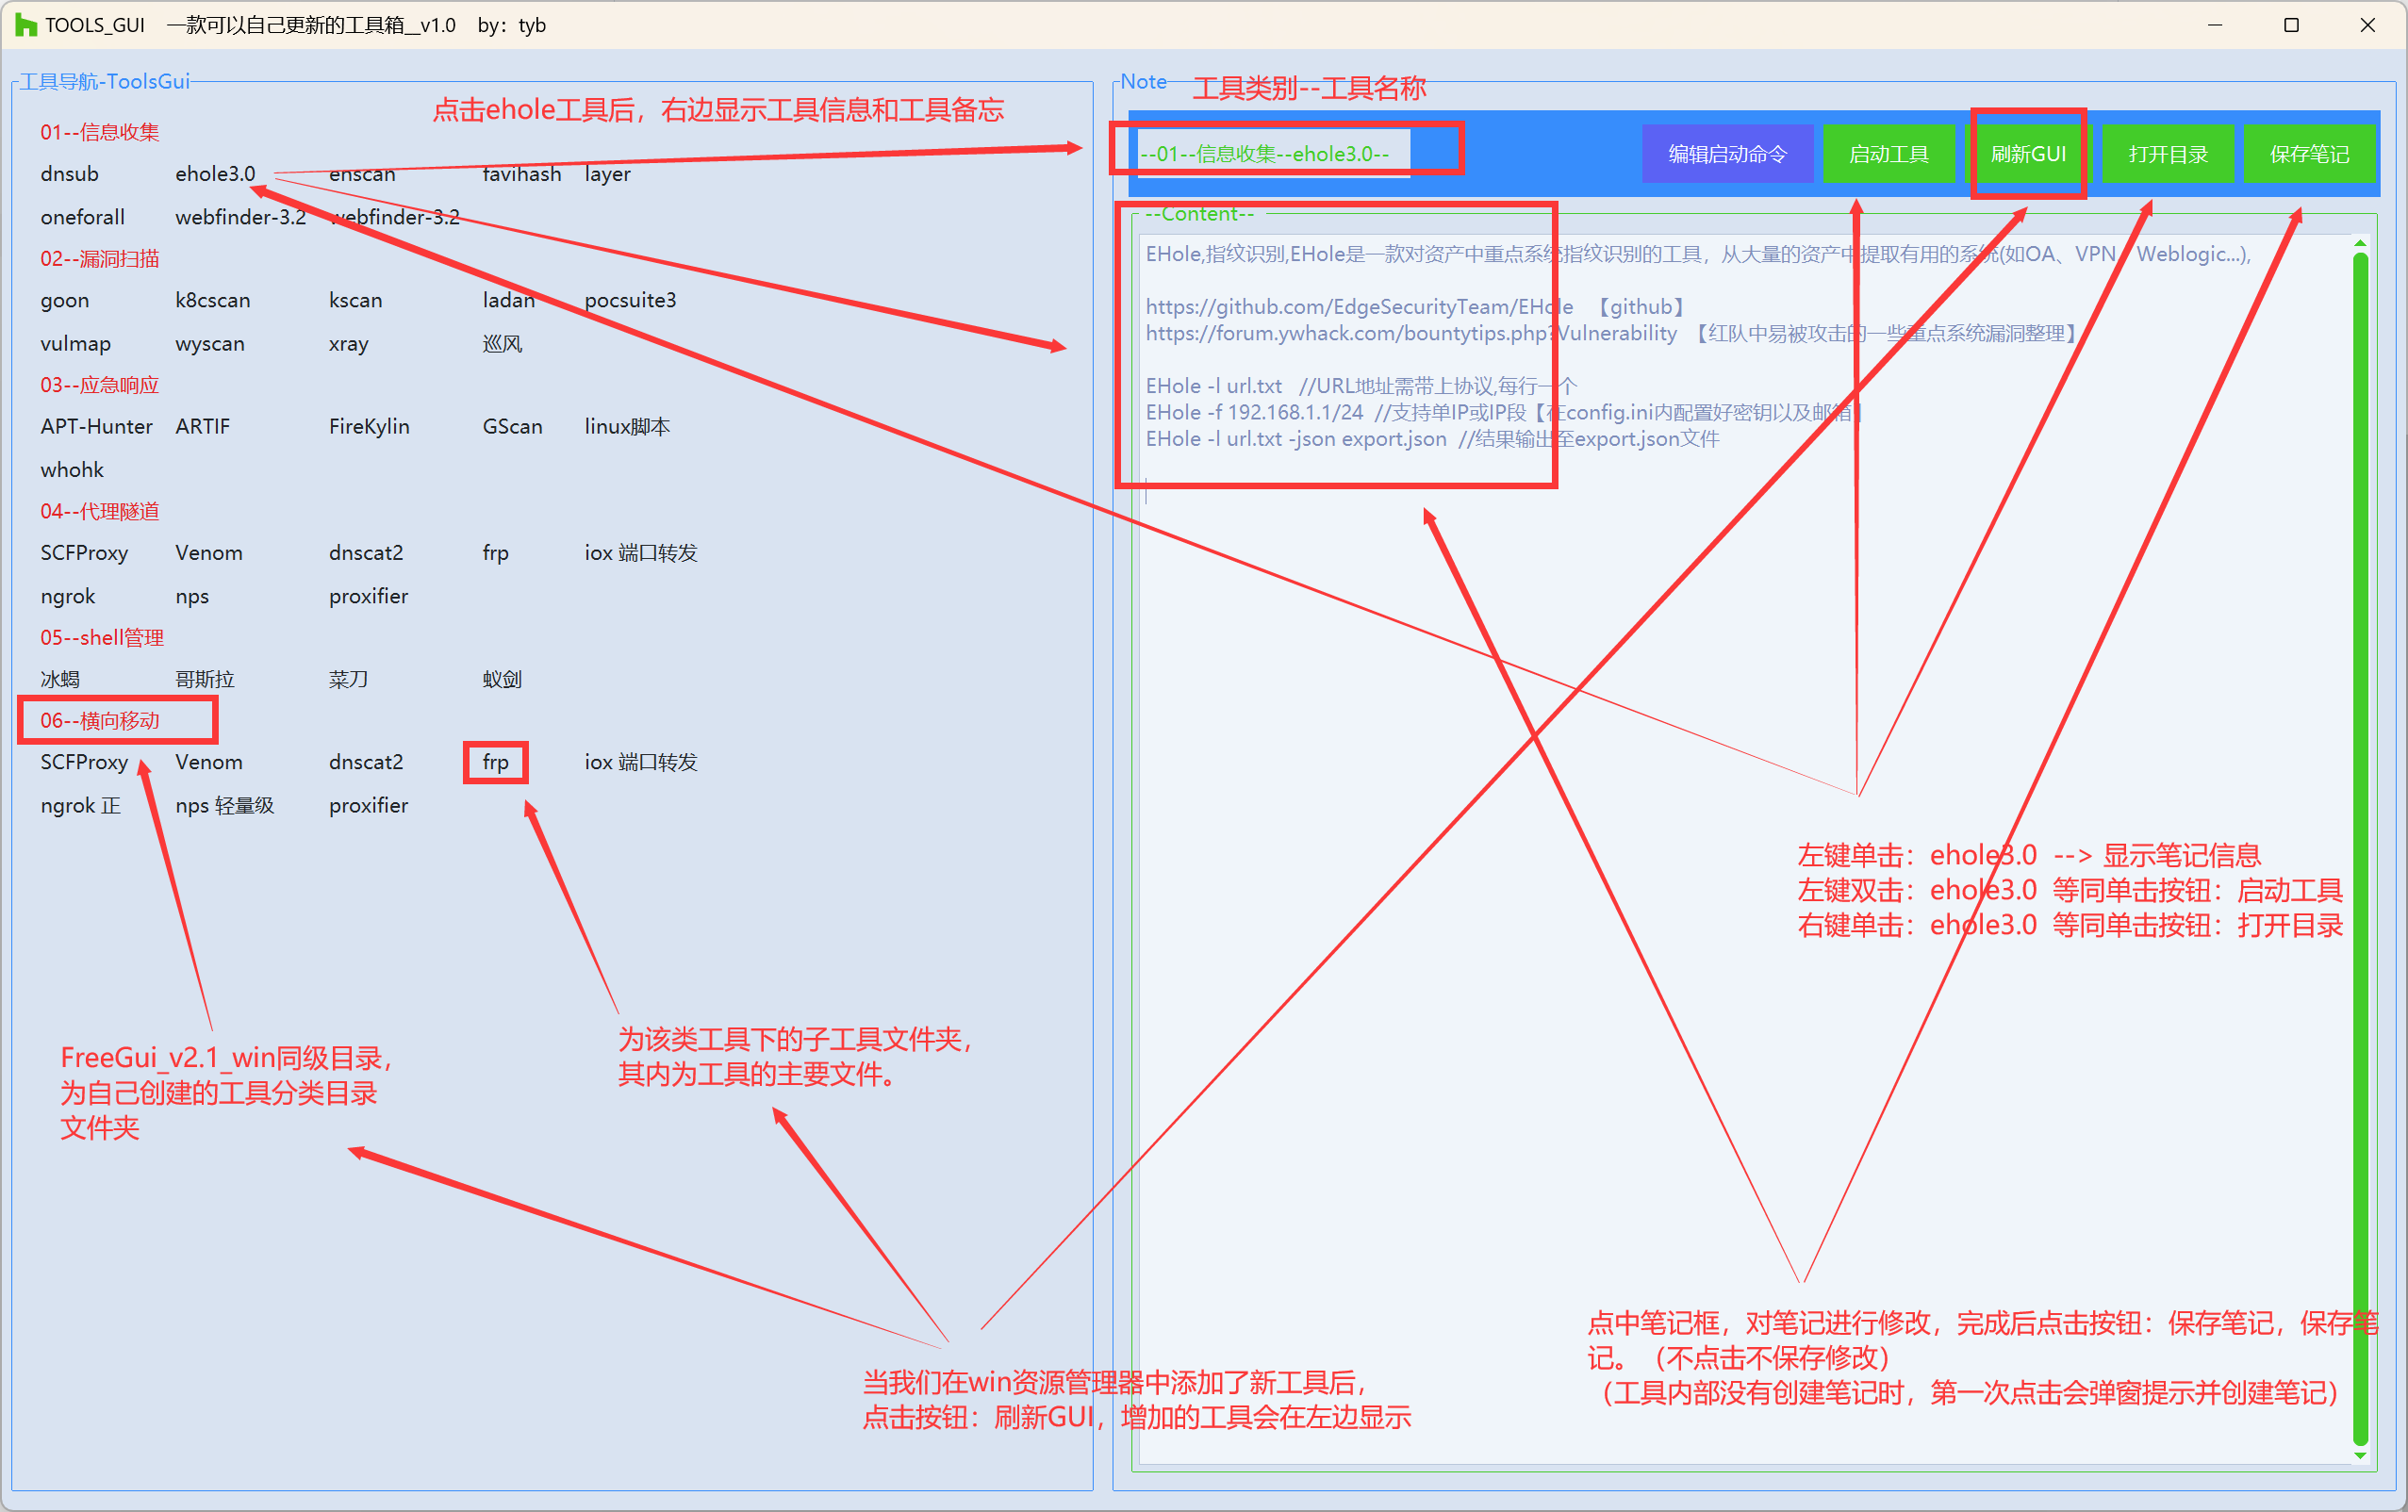 TOOLS_GUI 一款可以自己更新的工具箱__v1.0 by：tyb
工具导航-ToolsGui
点击ehole工具后，右边显示工具信息和工具备忘
01--信息收集
dnsub ehole3.0 enscan favihash layer
oneforall webfinder-3.2 webfinder-3.2
02--漏洞扫描
goon k8cscan kscan ladan pocsuite3
vulmap wyscan xray 巡风
03--应急响应
APT-Hunter ARTIF FireKylin GScan linux脚本
whohk
04--代理隧道
SCFProxy Venom dnscat2 frp iox 端口转发
ngrok nps proxifier
05--shell管理
冰蝎 哥斯拉 菜刀 蚁剑
06--横向移动
SCFProxy Venom dnscat2 frp iox 端口转发
ngrok 正 nps 轻量级 proxifier
FreeGui_v2.1_win同级目录，
为自己创建的工具分类目录
文件夹
为该类工具下的子工具文件夹，
其内为工具的主要文件。
当我们在win资源管理器中添加了新工具后，
点击按钮：刷新GUI，增加的工具会在左边显示
Note 工具类别--工具名称
--01--信息收集--ehole3.0--
编辑启动命令 启动工具 刷新GUI 打开目录 保存笔记
--Content--
EHole,指纹识别,EHole是一款对资产中重点系统指纹识别的工具，从大量的资产中提取有用的系统(如OA、VPN、Weblogic...),
https://github.com/EdgeSecurityTeam/EHole 【github】
https://forum.ywhack.com/bountytips.php?Vulnerability 【红队中易被攻击的一些重点系统漏洞整理】
EHole -l url.txt //URL地址需带上协议,每行一个
EHole -f 192.168.1.1/24 //支持单IP或IP段【在config.ini内配置好密钥以及邮箱】
EHole -l url.txt -json export.json //结果输出至export.json文件
左键单击：ehole3.0 --> 显示笔记信息
左键双击：ehole3.0 等同单击按钮：启动工具
右键单击：ehole3.0 等同单击按钮：打开目录
点中笔记框，对笔记进行修改，完成后点击按钮：保存笔记，保存笔
记。（不点击不保存修改）
（工具内部没有创建笔记时，第一次点击会弹窗提示并创建笔记）